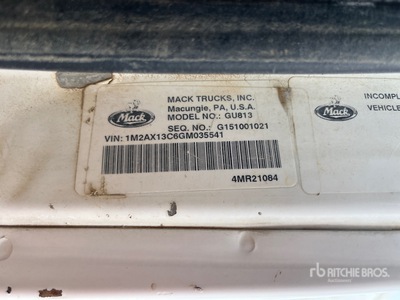 Mack
MACK TRUCKS, INC.
Macungie, PA, U.S.A.
MODEL NO.: GU813
SEQ. NO.: G151001021
VIN: 1M2AX13C6GM035541
4MR21084
Mack
INCOMPL
VEHICLE
rb RITCHIE BROS.